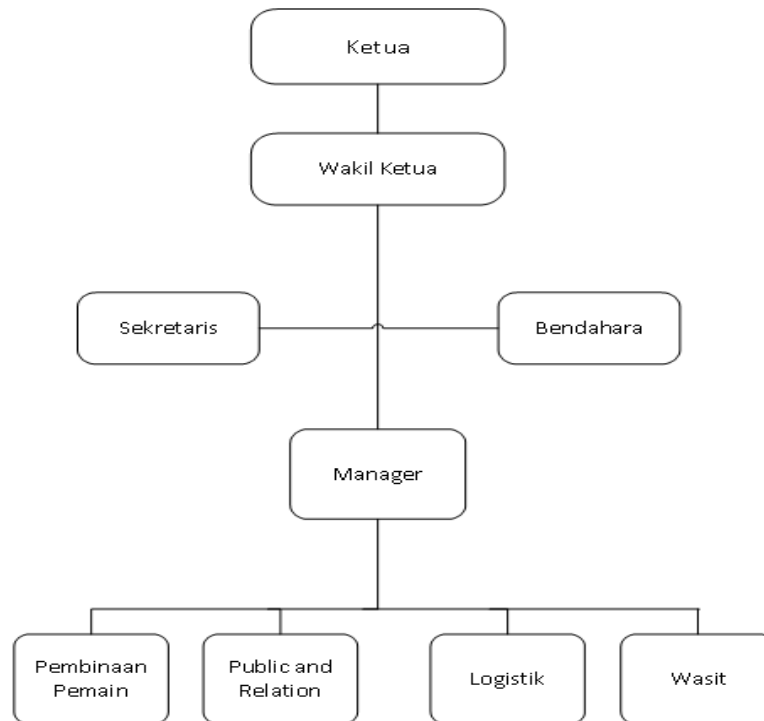 Ketua
Wakil Ketua
Sekretaris
Bendahara
Manager
Pembinaan
Pemain
Public and
Relation
Logistik
Wasit